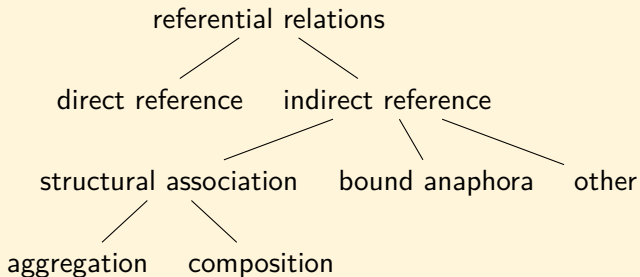 referential relations
direct reference indirect reference
structural association bound anaphora other
aggregation composition